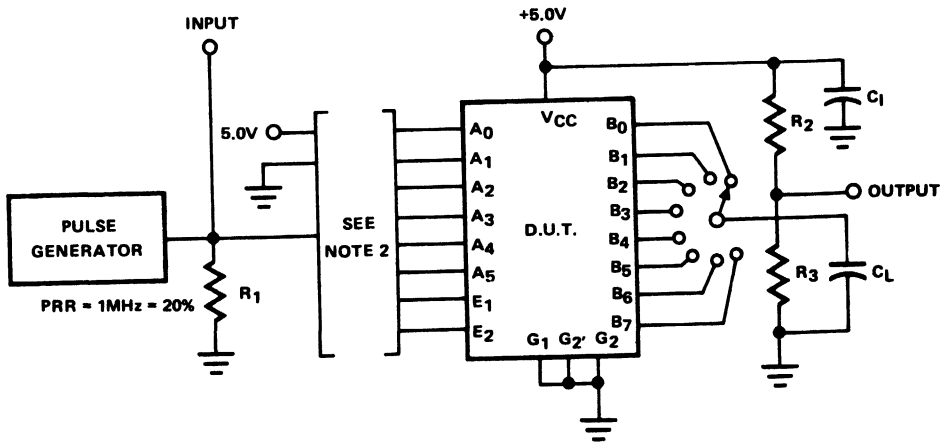 INPUT
+5.0V
5.0V
PULSE
GENERATOR
PRR = 1MHz = 20%
R1
SEE
NOTE 2
A0
A1
A2
A3
A4
A5
E1
E2
VCC
D.U.T.
G1 G2' G2
B0
B1
B2
B3
B4
B5
B6
B7
R2
C1
OUTPUT
R3
CL